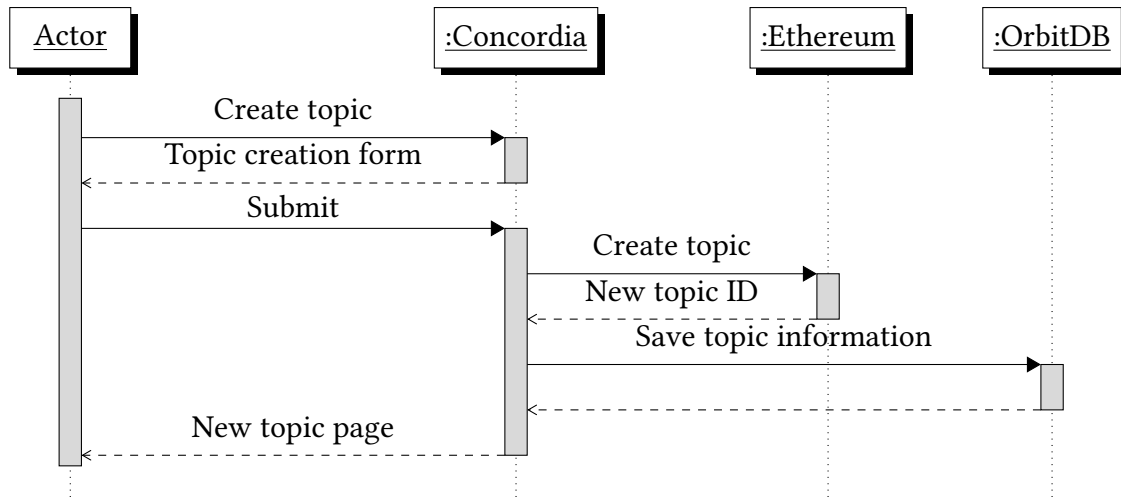 Actor
:Concordia
:Ethereum
:OrbitDB
Create topic
Topic creation form
Submit
Create topic
New topic ID
Save topic information
New topic page